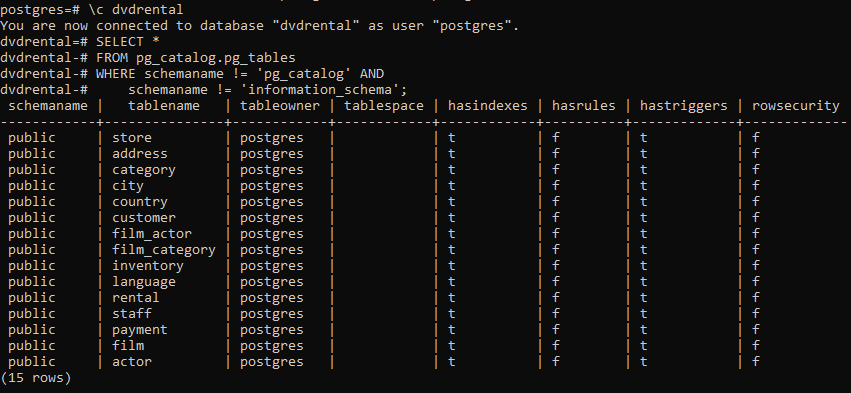 postgres=# \c dvdrental
You are now connected to database "dvdrental" as user "postgres".
dvdrental=# SELECT *
dvdrental-# FROM pg_catalog.pg_tables
dvdrental-# WHERE schemaname != 'pg_catalog' AND
dvdrental-#     schemaname != 'information_schema';
 schemaname |   tablename   | tableowner | tablespace | hasindexes | hasrules | hastriggers | rowsecurity
------------+---------------+------------+------------+------------+----------+-------------+-------------
 public     | store         | postgres   |            | t          | f        | t           | f
 public     | address       | postgres   |            | t          | f        | t           | f
 public     | category      | postgres   |            | t          | f        | t           | f
 public     | city          | postgres   |            | t          | f        | t           | f
 public     | country       | postgres   |            | t          | f        | t           | f
 public     | customer      | postgres   |            | t          | f        | t           | f
 public     | film_actor    | postgres   |            | t          | f        | t           | f
 public     | film_category | postgres   |            | t          | f        | t           | f
 public     | inventory     | postgres   |            | t          | f        | t           | f
 public     | language      | postgres   |            | t          | f        | t           | f
 public     | rental        | postgres   |            | t          | f        | t           | f
 public     | staff         | postgres   |            | t          | f        | t           | f
 public     | payment       | postgres   |            | t          | f        | t           | f
 public     | film          | postgres   |            | t          | f        | t           | f
 public     | actor         | postgres   |            | t          | f        | t           | f
(15 rows)